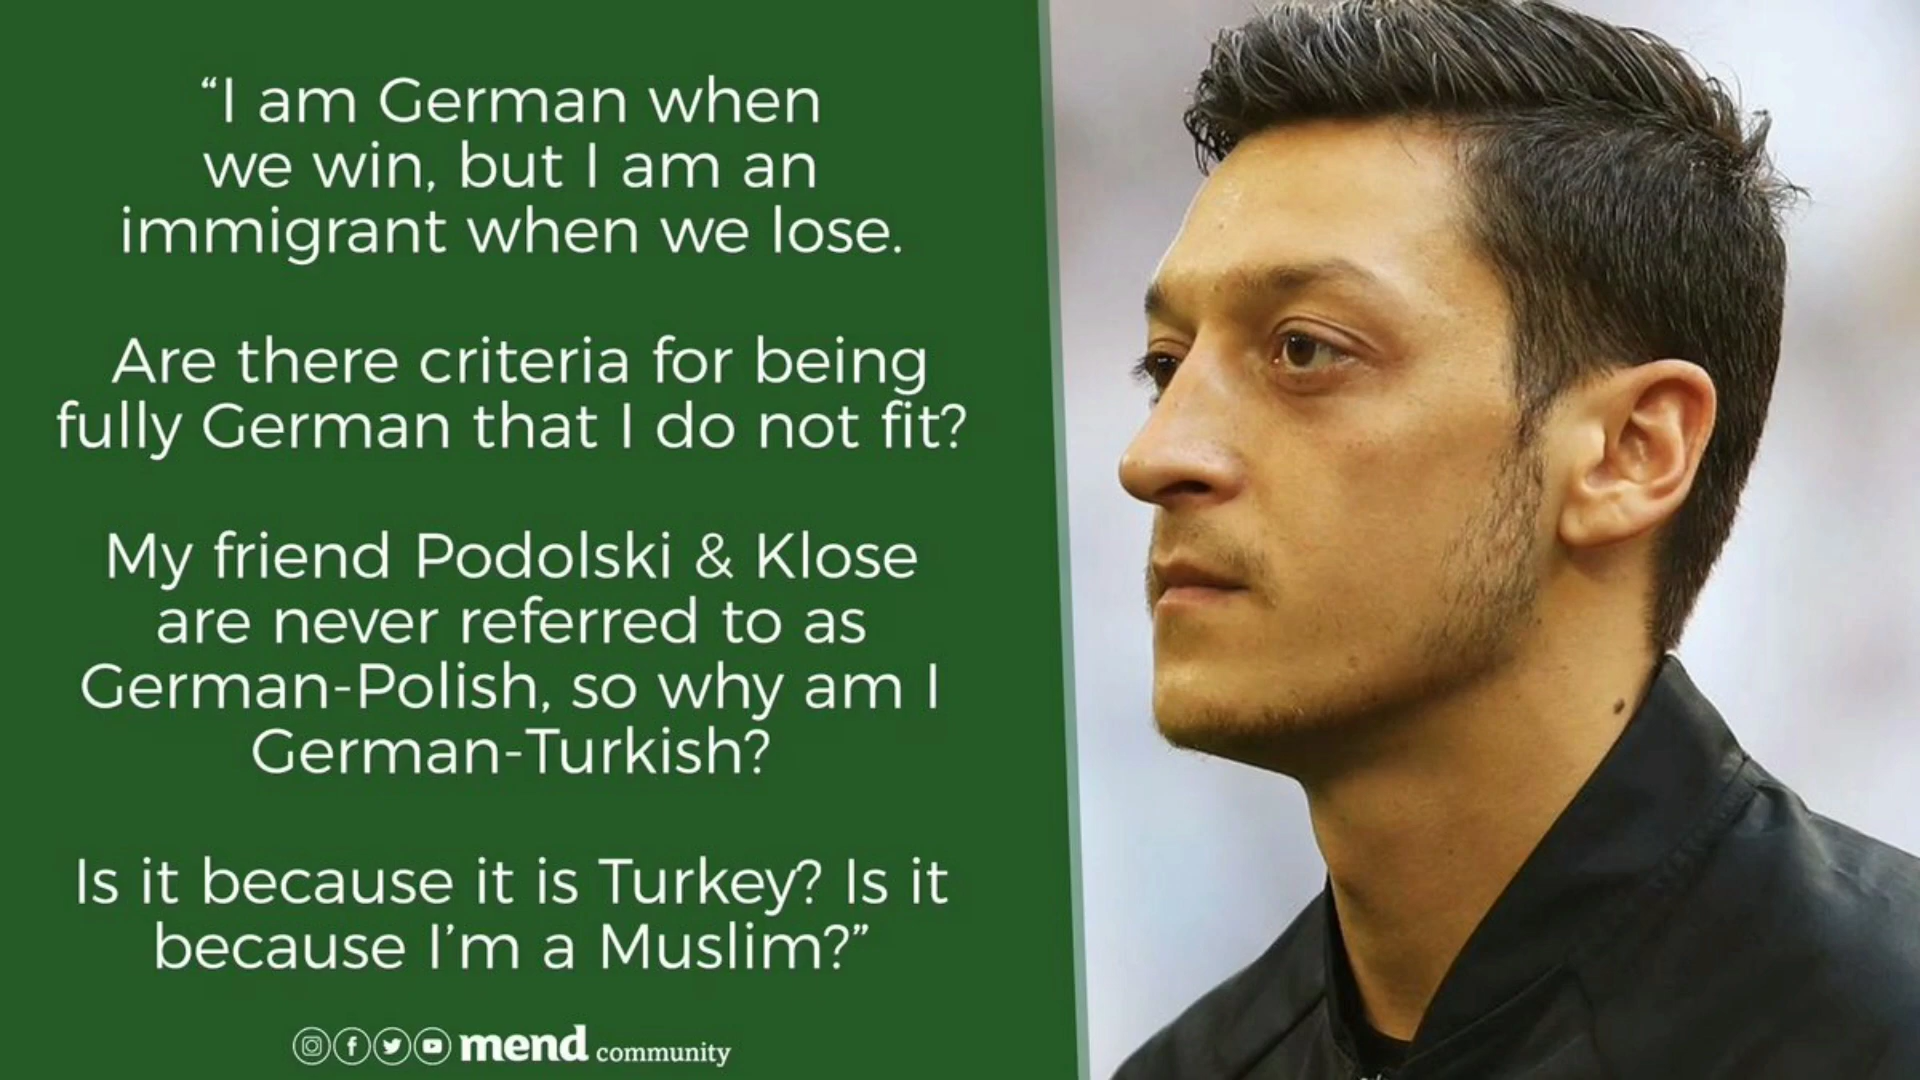 “I am German when
we win, but I am an
immigrant when we lose.
Are there criteria for being
fully German that I do not fit?
My friend Podolski & Klose
are never referred to as
German-Polish, so why am I
German-Turkish?
Is it because it is Turkey? Is it
because I’m a Muslim?”
mend community